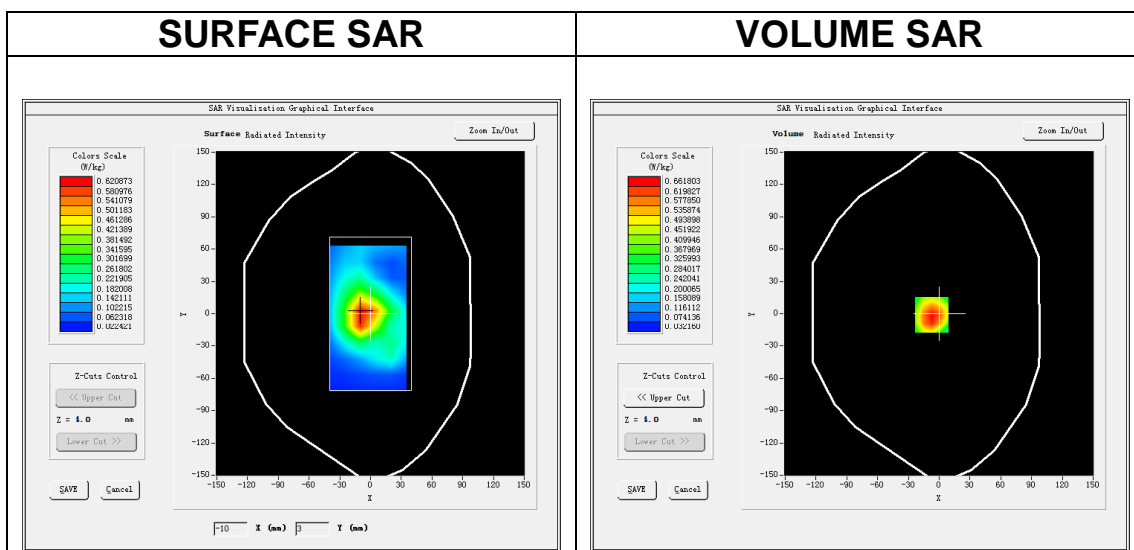 SURFACE SAR
VOLUME SAR
SAR Visualisation Graphical Interface
Surface Radiated Intensity
Zoom In/Out
Colors Scale
(W/kg)
0.620873
0.580976
0.541079
0.501183
0.461286
0.421389
0.381492
0.341595
0.301699
0.261802
0.221905
0.182008
0.142111
0.102215
0.062318
0.022421
Z-Cuts Control
<< Upper Cut
Z = 4.0 mm
Lower Cut >>
SAVE
Cancel
150
120
90
60
30
0
-30
-60
-90
-120
-150
Y
-150 -120 -90 -60 -30 0 30 60 90 120 150
X
-10 X (mm) 3 Y (mm)
SAR Visualisation Graphical Interface
Volume Radiated Intensity
Zoom In/Out
Colors Scale
(W/kg)
0.661803
0.619827
0.577850
0.535874
0.493898
0.451922
0.409946
0.367969
0.325993
0.284017
0.242041
0.200065
0.158089
0.116112
0.074136
0.032160
Z-Cuts Control
<< Upper Cut
Z = 4.0 mm
Lower Cut >>
SAVE
Cancel
150
120
90
60
30
0
-30
-60
-90
-120
-150
Y
-150 -120 -90 -60 -30 0 30 60 90 120 150
X